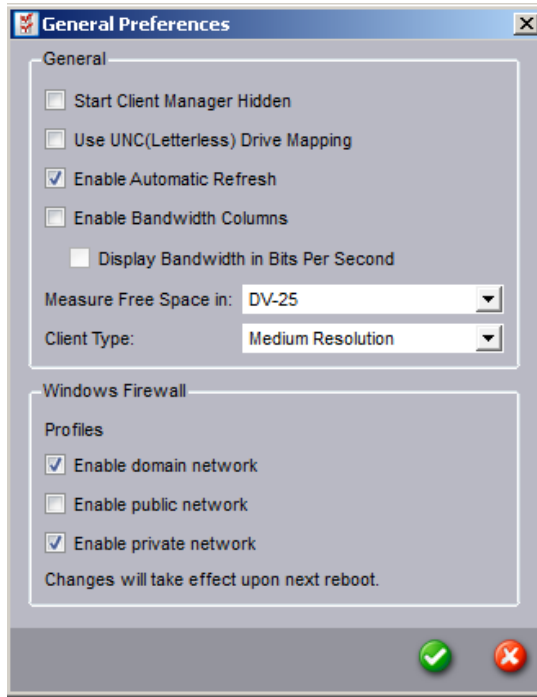 General Preferences
General
Start Client Manager Hidden
Use UNC(Letterless) Drive Mapping
Enable Automatic Refresh
Enable Bandwidth Columns
Display Bandwidth in Bits Per Second
Measure Free Space in: DV-25
Client Type: Medium Resolution
Windows Firewall
Profiles
Enable domain network
Enable public network
Enable private network
Changes will take effect upon next reboot.